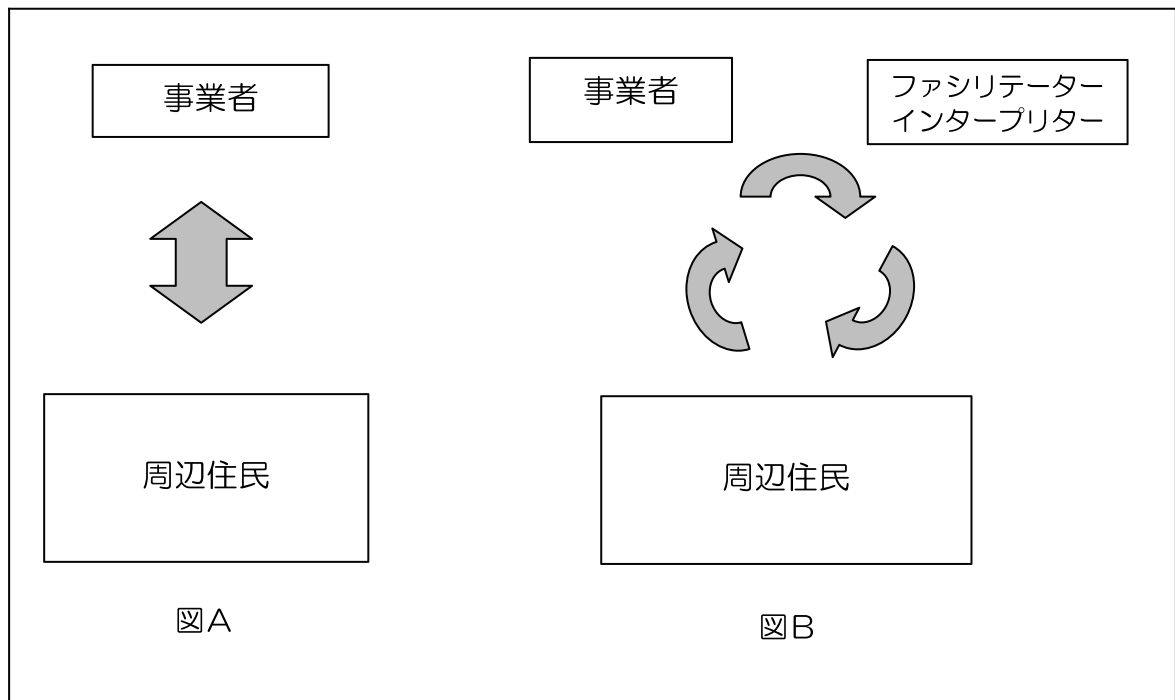 事業者
周辺住民
図A
事業者
ファシリテーター
インタープリター
周辺住民
図B